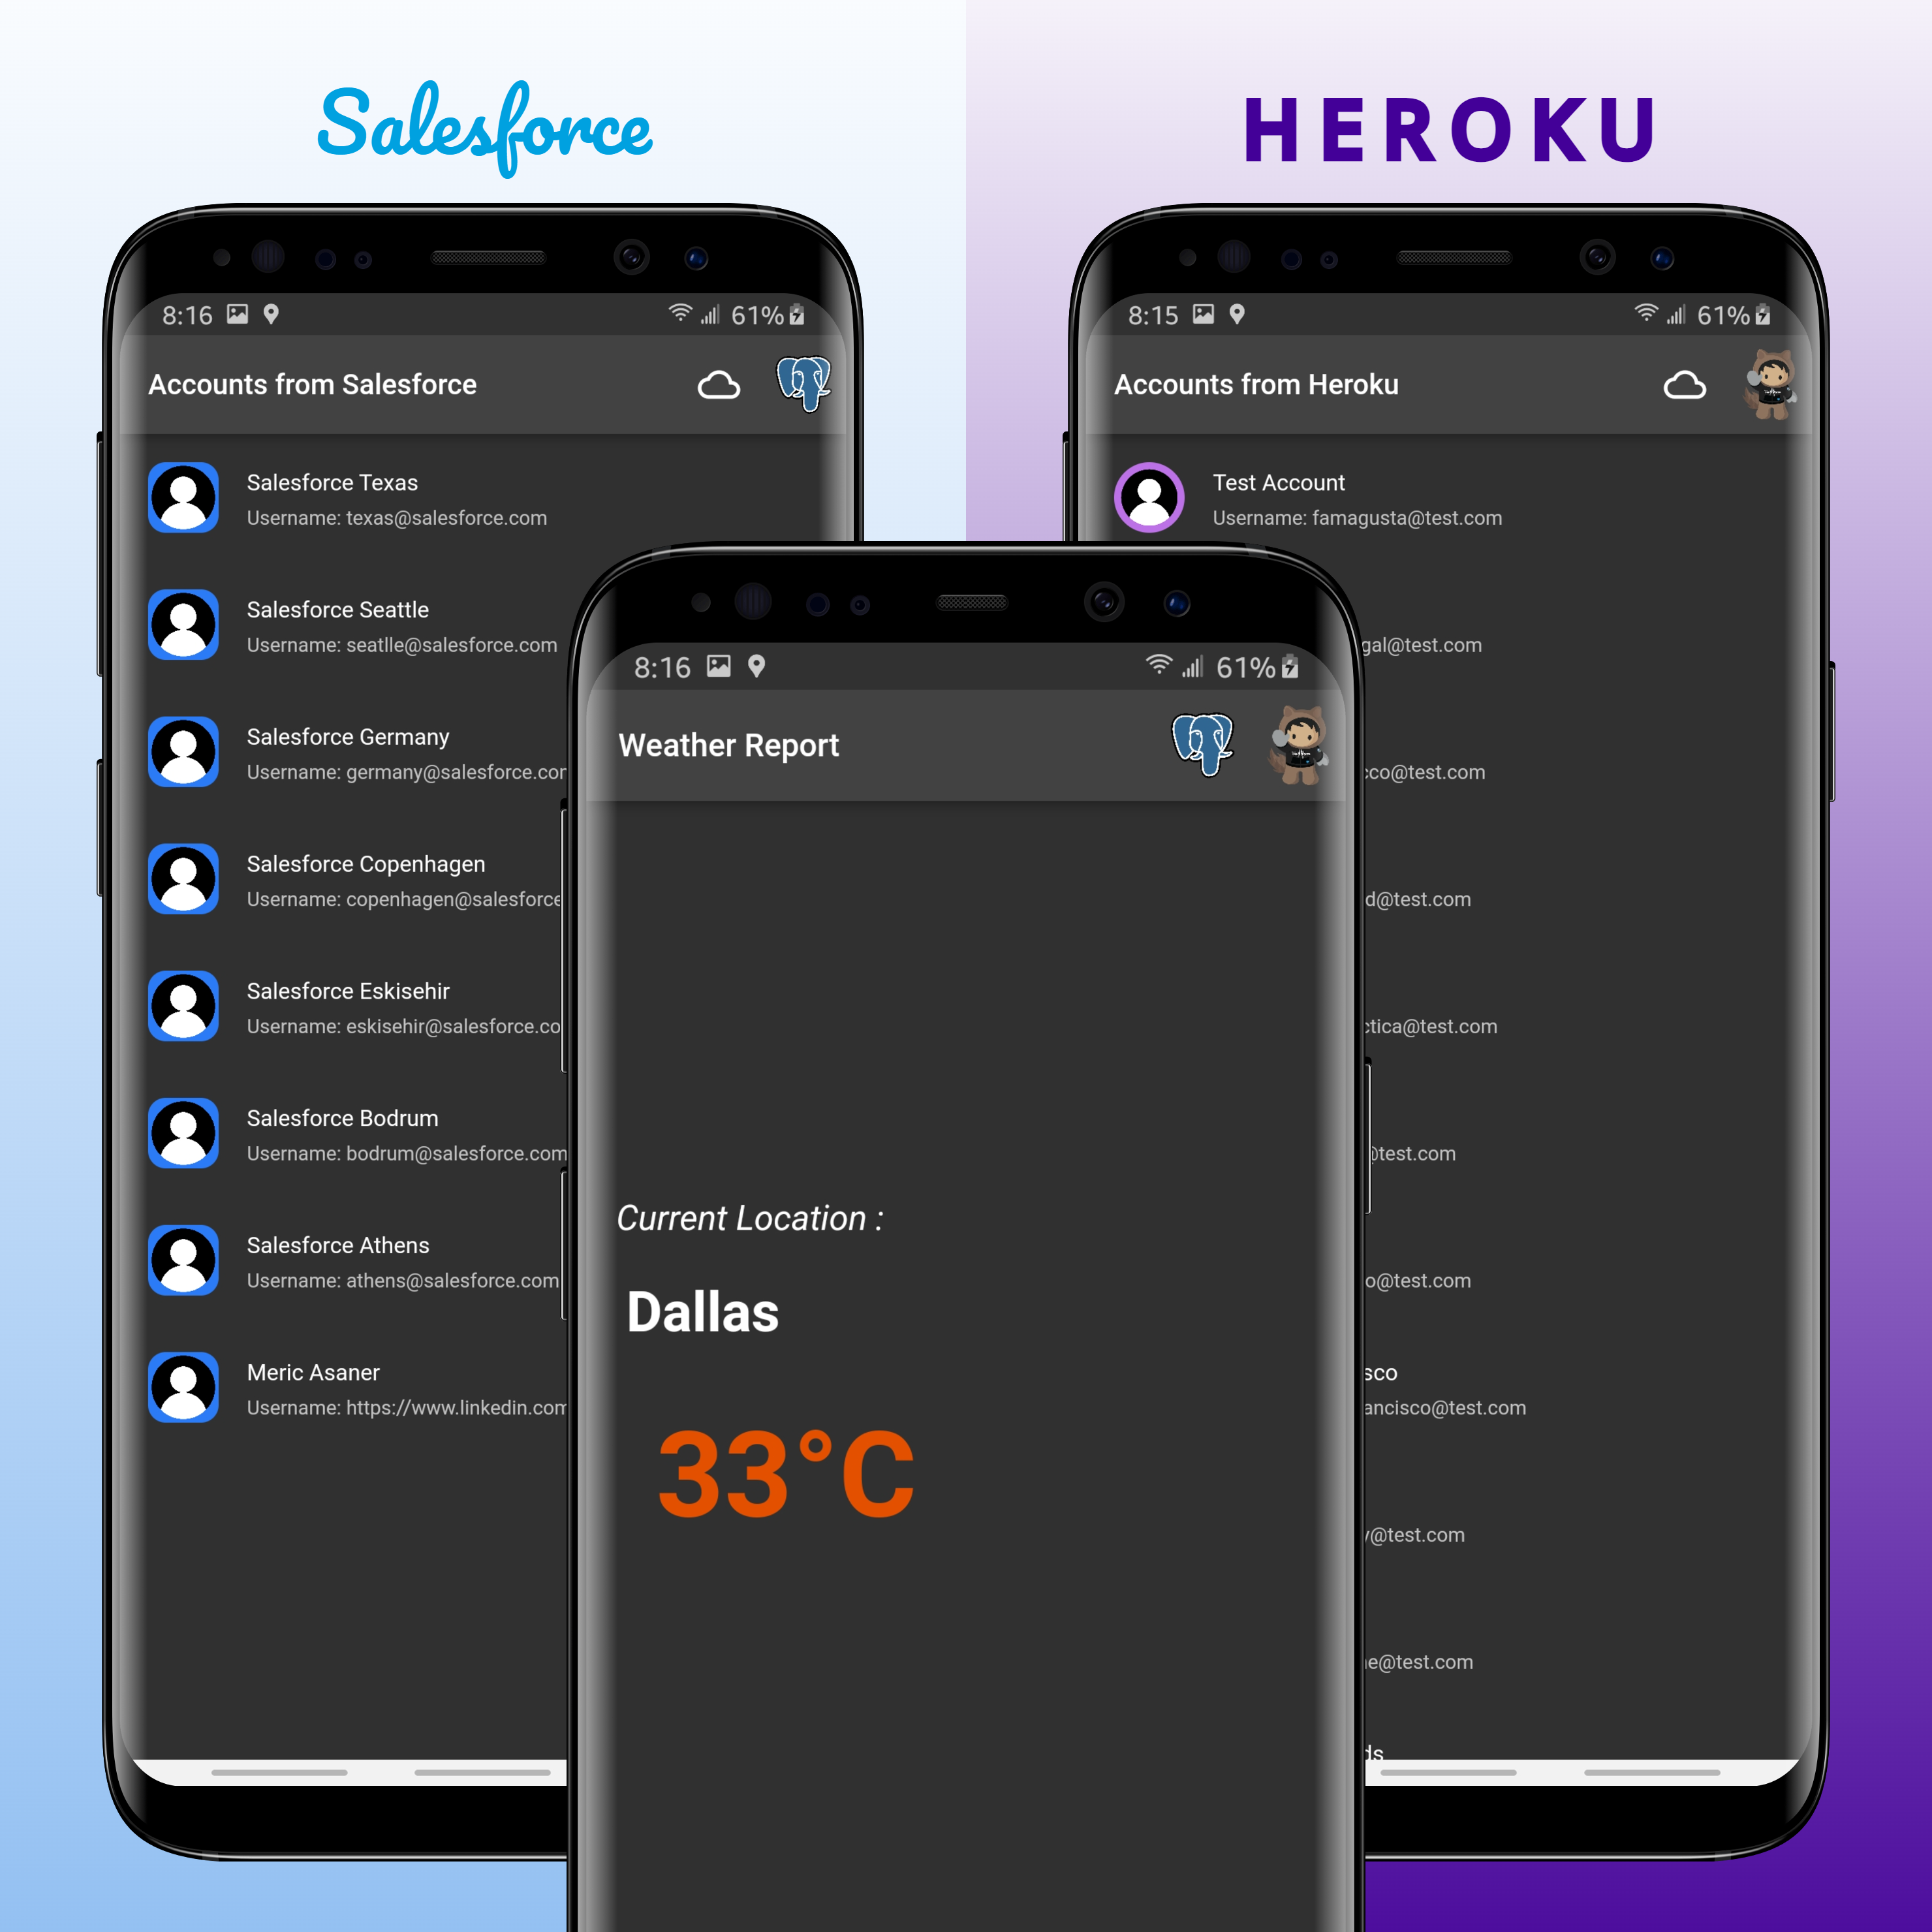 Salesforce
8:16 61%
Accounts from Salesforce
Salesforce Texas
Username: texas@salesforce.com
Salesforce Seattle
Username: seatlle@salesforce.com
Salesforce Germany
Username: germany@salesforce.co
Salesforce Copenhagen
Username: copenhagen@salesforce
Salesforce Eskisehir
Username: eskisehir@salesforce.co
Salesforce Bodrum
Username: bodrum@salesforce.com
Salesforce Athens
Username: athens@salesforce.com
Meric Asaner
Username: https://www.linkedin.com
HEROKU
8:15 61%
Accounts from Heroku
Test Account
Username: famagusta@test.com
gal@test.com
cco@test.com
d@test.com
ctica@test.com
@test.com
o@test.com
sco
ancisco@test.com
y@test.com
ne@test.com
ds
8:16 61%
Weather Report
Current Location :
Dallas
33°C